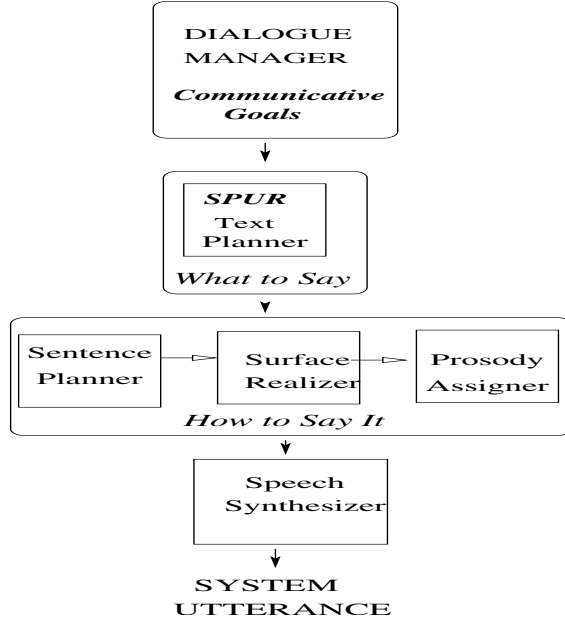 DIALOGUE
MANAGER
Communicative
Goals
SPUR
Text
Planner
What to Say
Sentence
Planner
Surface
Realizer
Prosody
Assigner
How to Say It
Speech
Synthesizer
SYSTEM
UTTERANCE